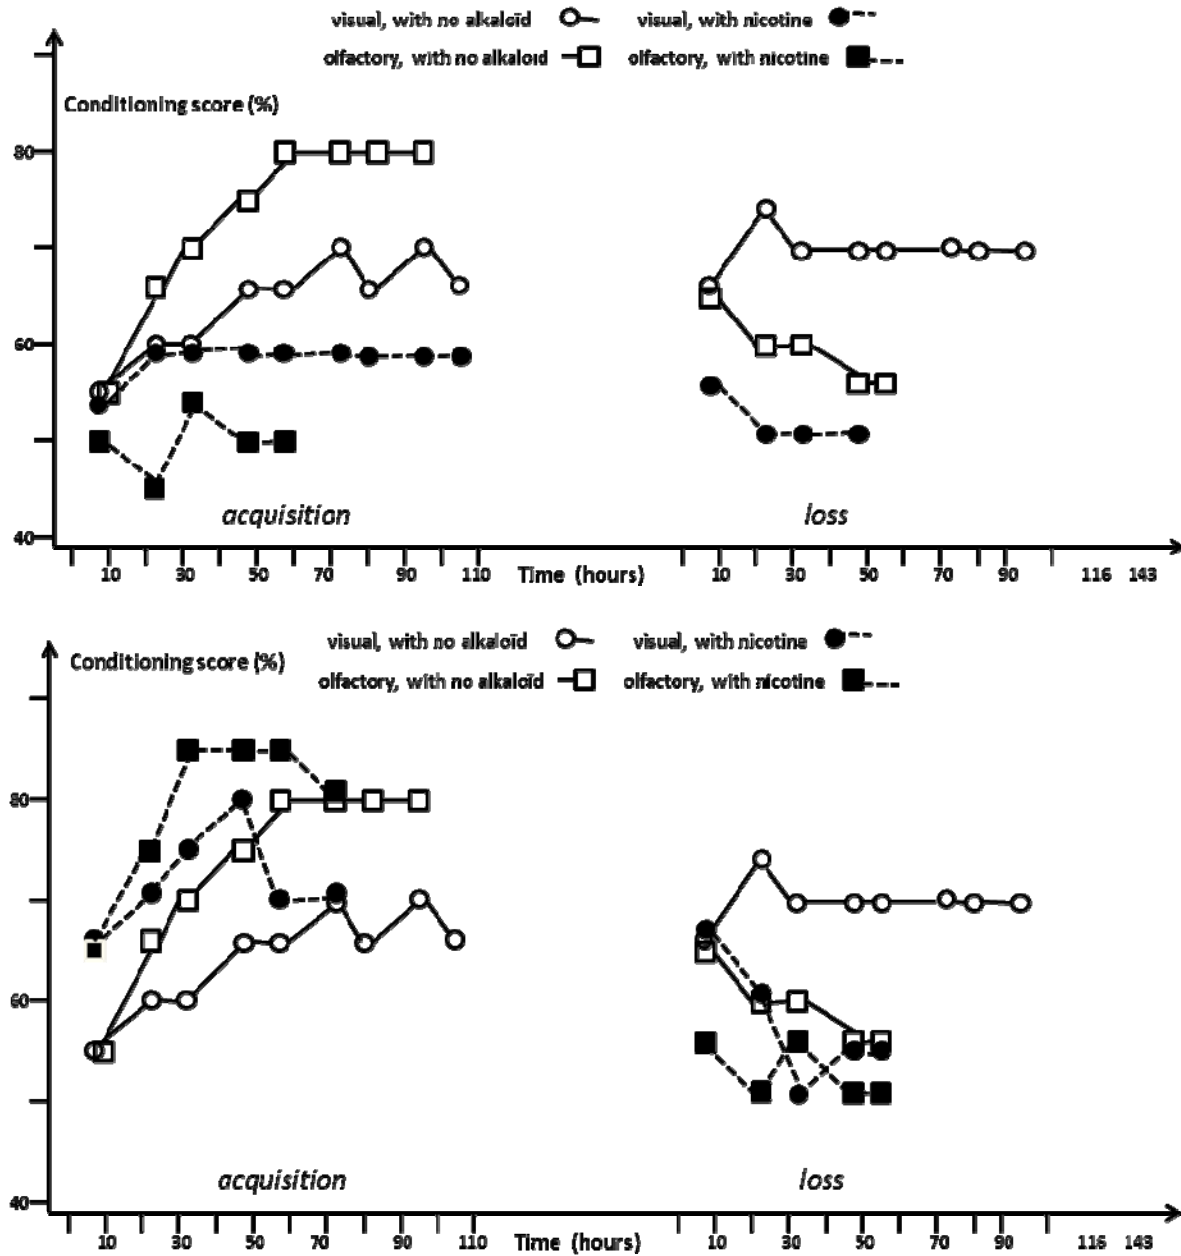 visual, with no alkaloïd visual, with nicotine
olfactory, with no alkaloïd olfactory, with nicotine
Conditioning score (%)
80
60
40
acquisition loss
10 30 50 70 90 110 Time (hours) 10 30 50 70 90 116 143
visual, with no alkaloïd visual, with nicotine
Conditioning score (%)
olfactory, with no alkaloïd olfactory, with nicotine
80
60
40
acquisition loss
10 30 50 70 90 110 Time (hours) 10 30 50 70 90 116 143